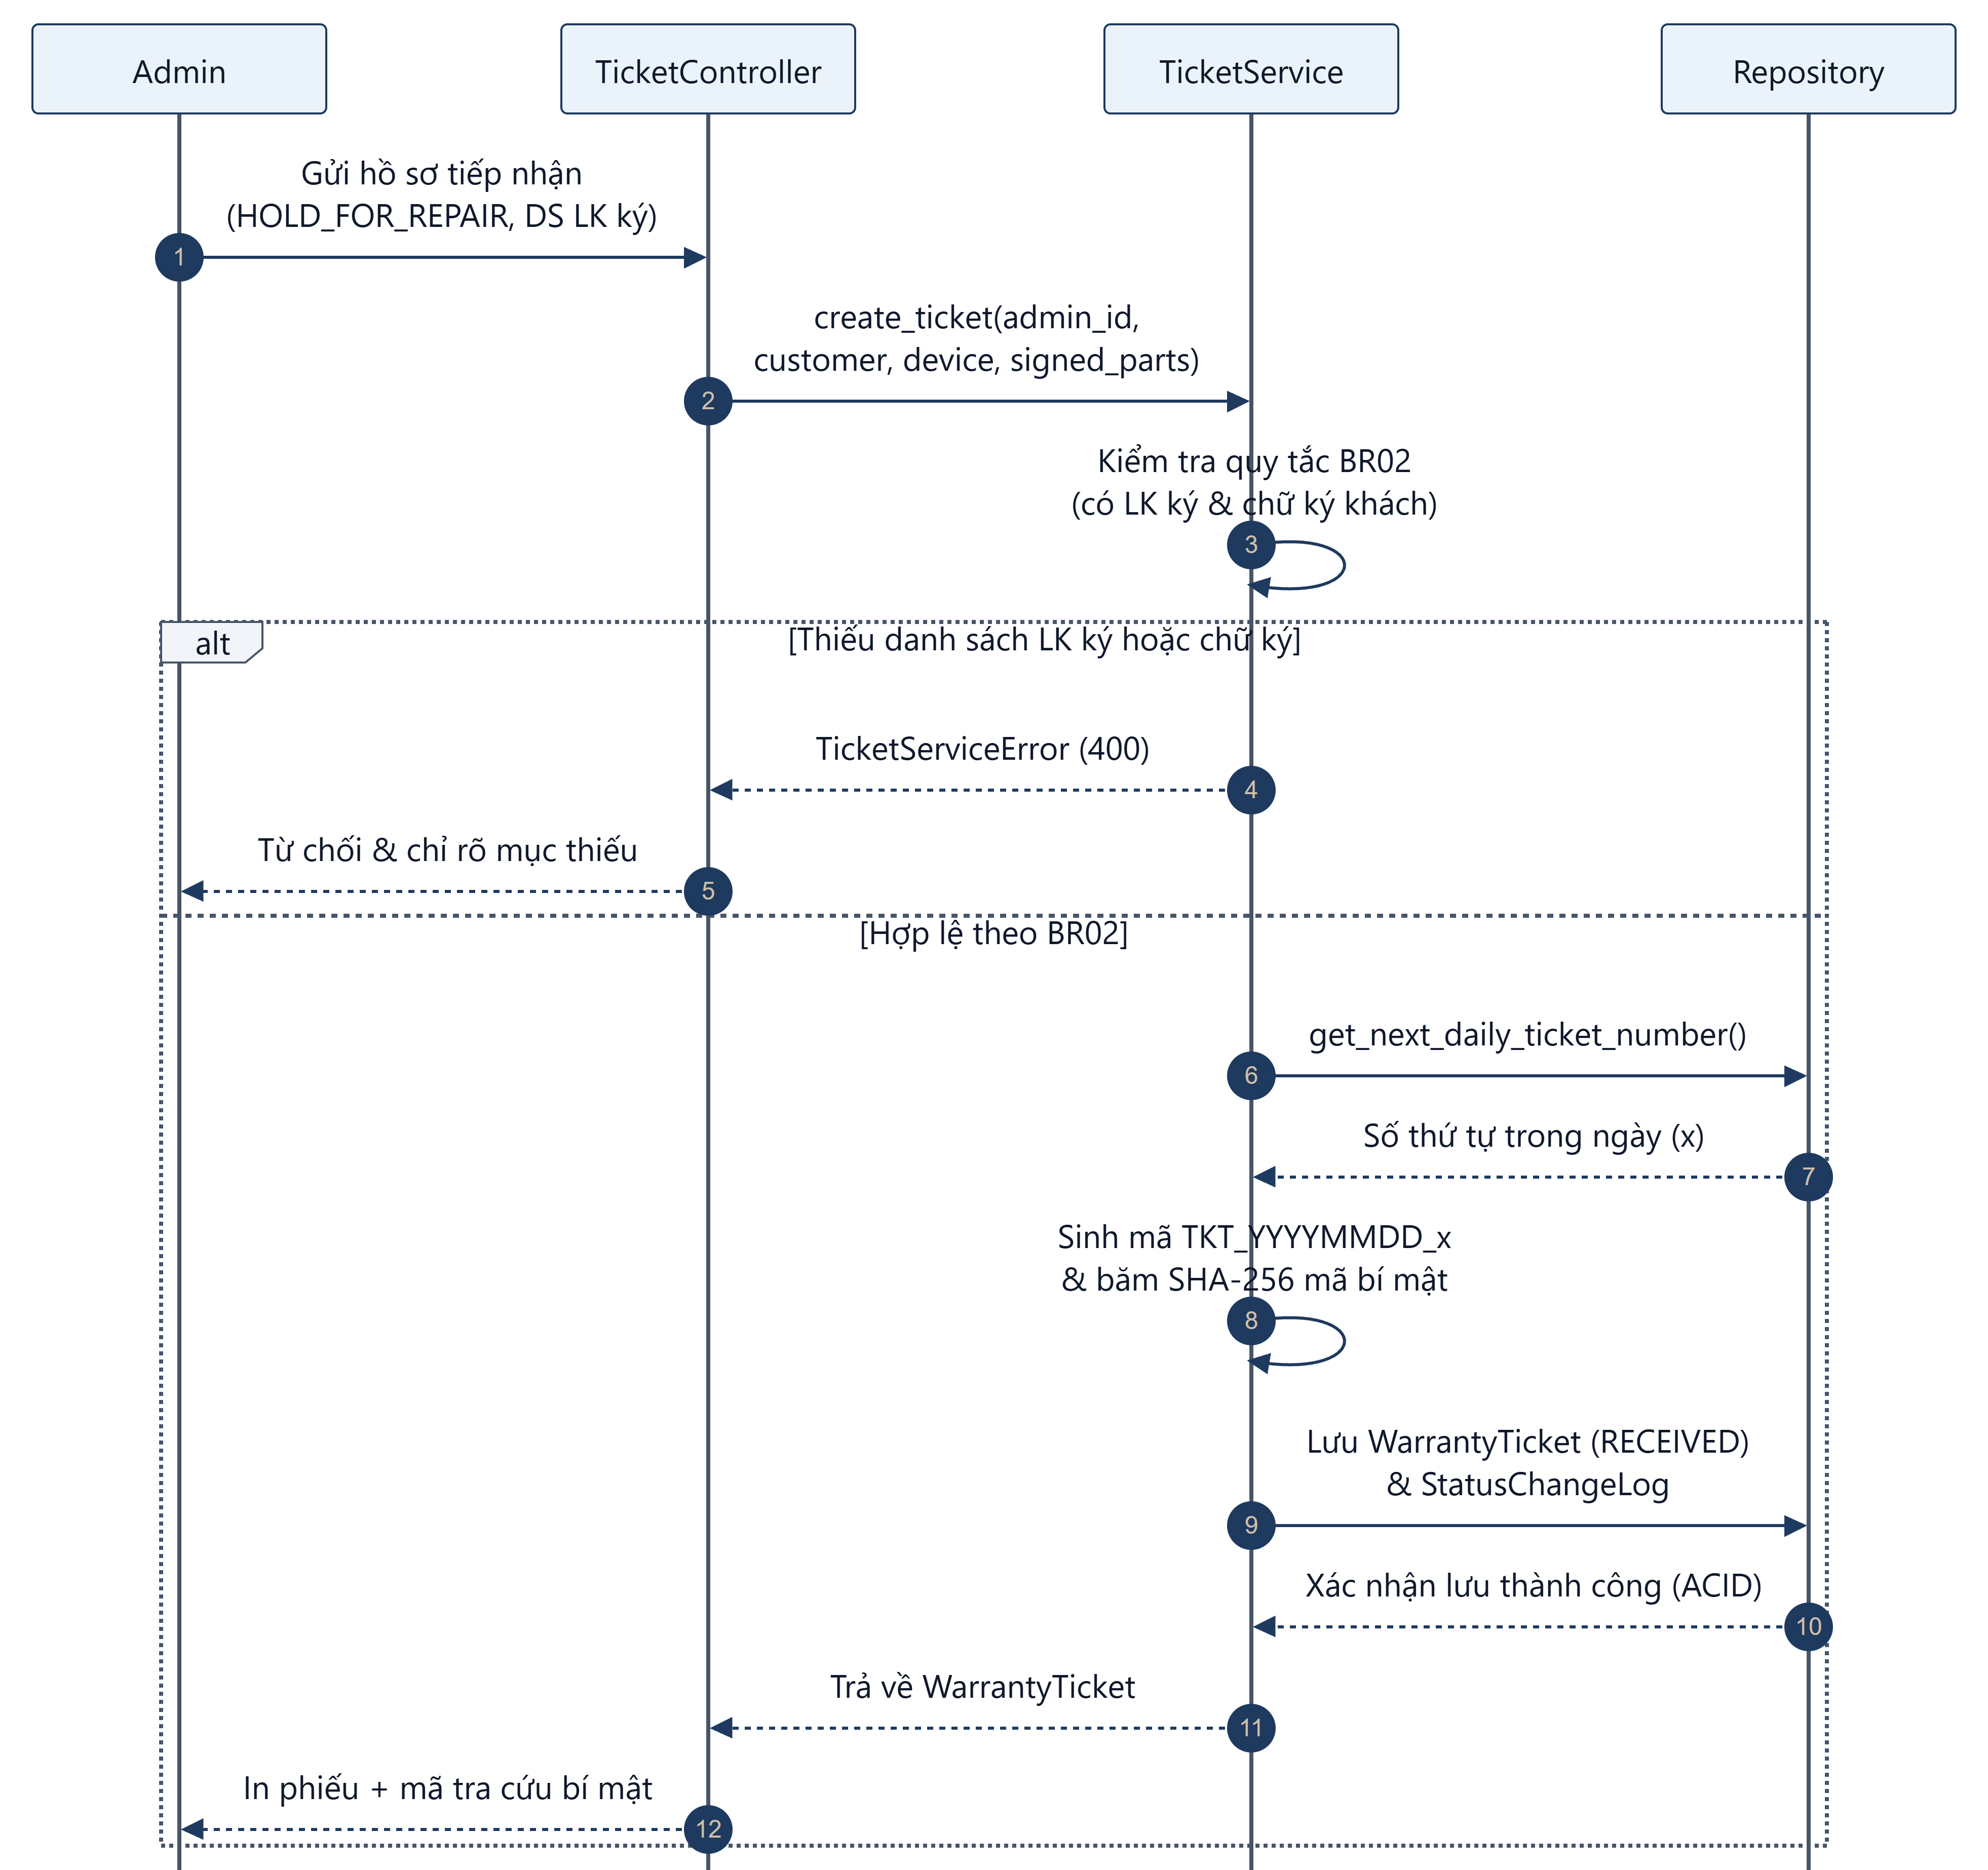 Admin
TicketController
TicketService
Repository
Gửi hồ sơ tiếp nhận
(HOLD_FOR_REPAIR, DS LK ký)
1
create_ticket(admin_id,
customer, device, signed_parts)
2
Kiểm tra quy tắc BR02
(có LK ký & chữ ký khách)
3
alt
[Thiếu danh sách LK ký hoặc chữ ký]
TicketServiceError (400)
4
Từ chối & chỉ rõ mục thiếu
5
[Hợp lệ theo BR02]
get_next_daily_ticket_number()
6
Số thứ tự trong ngày (x)
7
Sinh mã TKT_YYYYMMDD_x
& băm SHA-256 mã bí mật
8
Lưu WarrantyTicket (RECEIVED)
& StatusChangeLog
9
Xác nhận lưu thành công (ACID)
10
Trả về WarrantyTicket
11
In phiếu + mã tra cứu bí mật
12